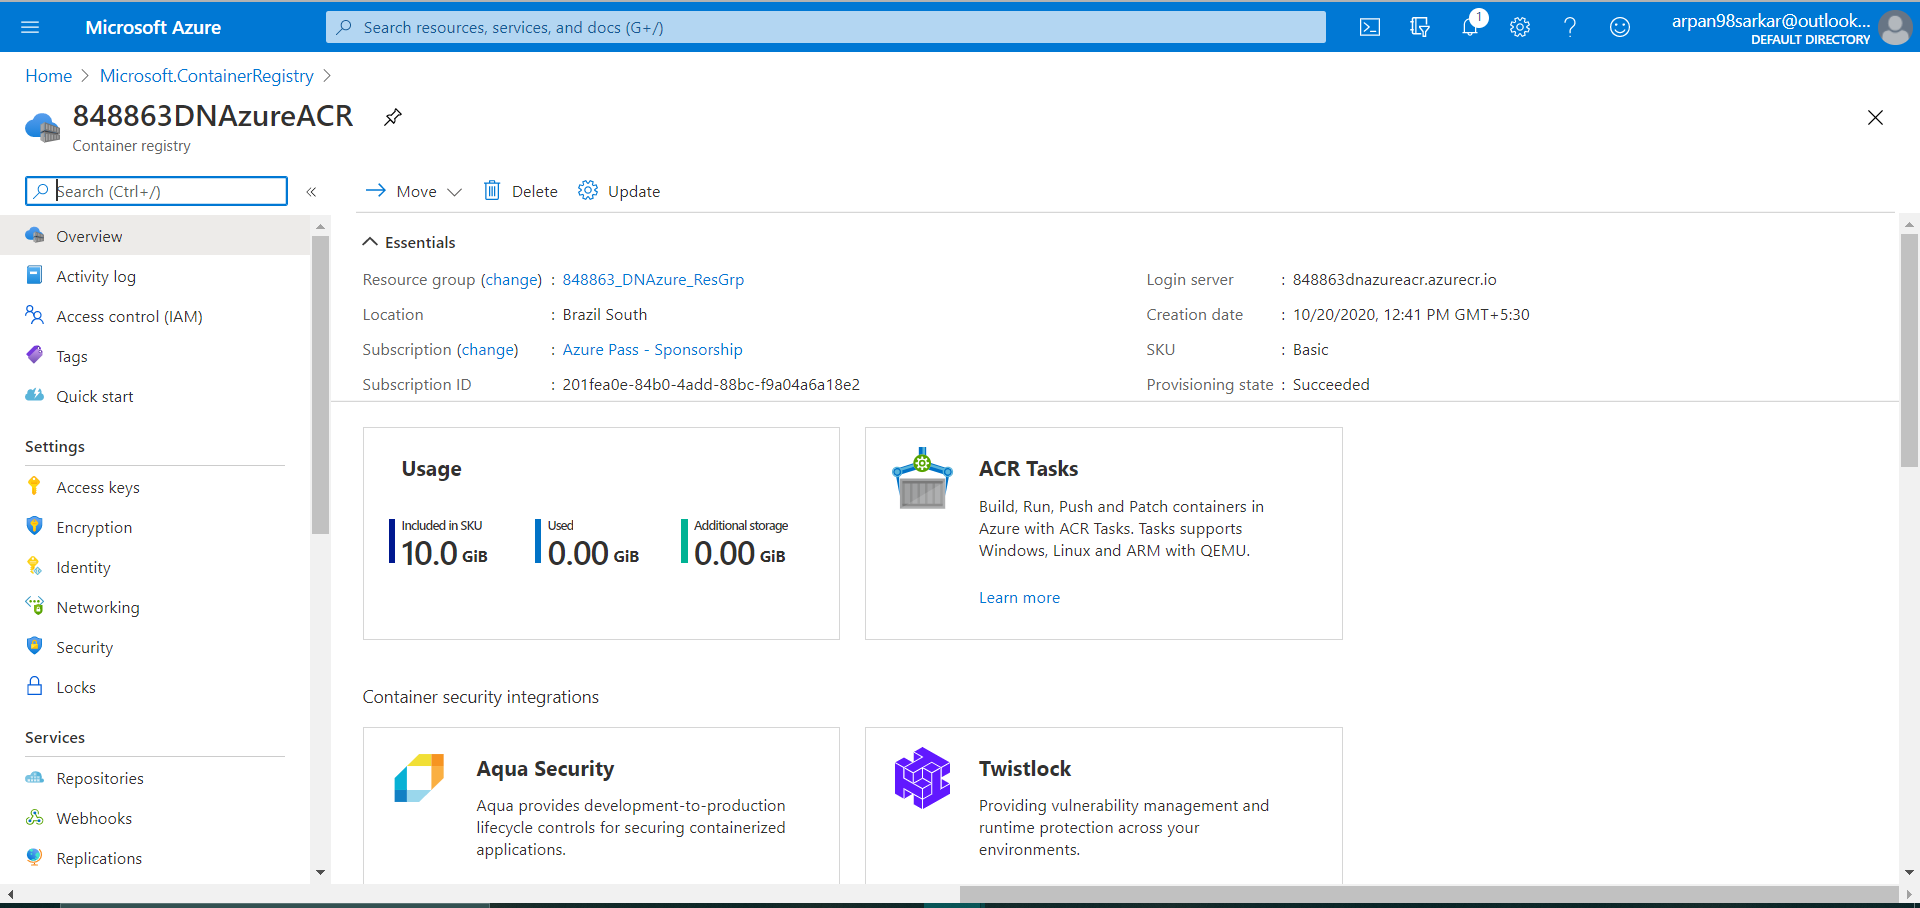 Microsoft Azure
Search resources, services, and docs (G+/)
1
arpan98sarkar@outlook...
DEFAULT DIRECTORY
Home > Microsoft.ContainerRegistry >
848863DNAzureACR
Container registry
Search (Ctrl+/)
«
Move
Delete
Update
Overview
Activity log
Access control (IAM)
Tags
Quick start
Settings
Access keys
Encryption
Identity
Networking
Security
Locks
Services
Repositories
Webhooks
Replications
Essentials
Resource group (change) : 848863_DNAzure_ResGrp
Location : Brazil South
Subscription (change) : Azure Pass - Sponsorship
Subscription ID : 201fea0e-84b0-4add-88bc-f9a04a6a18e2
Login server : 848863dnazureacr.azurecr.io
Creation date : 10/20/2020, 12:41 PM GMT+5:30
SKU : Basic
Provisioning state : Succeeded
Usage
Included in SKU
10.0 GiB
Used
0.00 GiB
Additional storage
0.00 GiB
ACR Tasks
Build, Run, Push and Patch containers in
Azure with ACR Tasks. Tasks supports
Windows, Linux and ARM with QEMU.
Learn more
Container security integrations
Aqua Security
Aqua provides development-to-production
lifecycle controls for securing containerized
applications.
Twistlock
Providing vulnerability management and
runtime protection across your
environments.